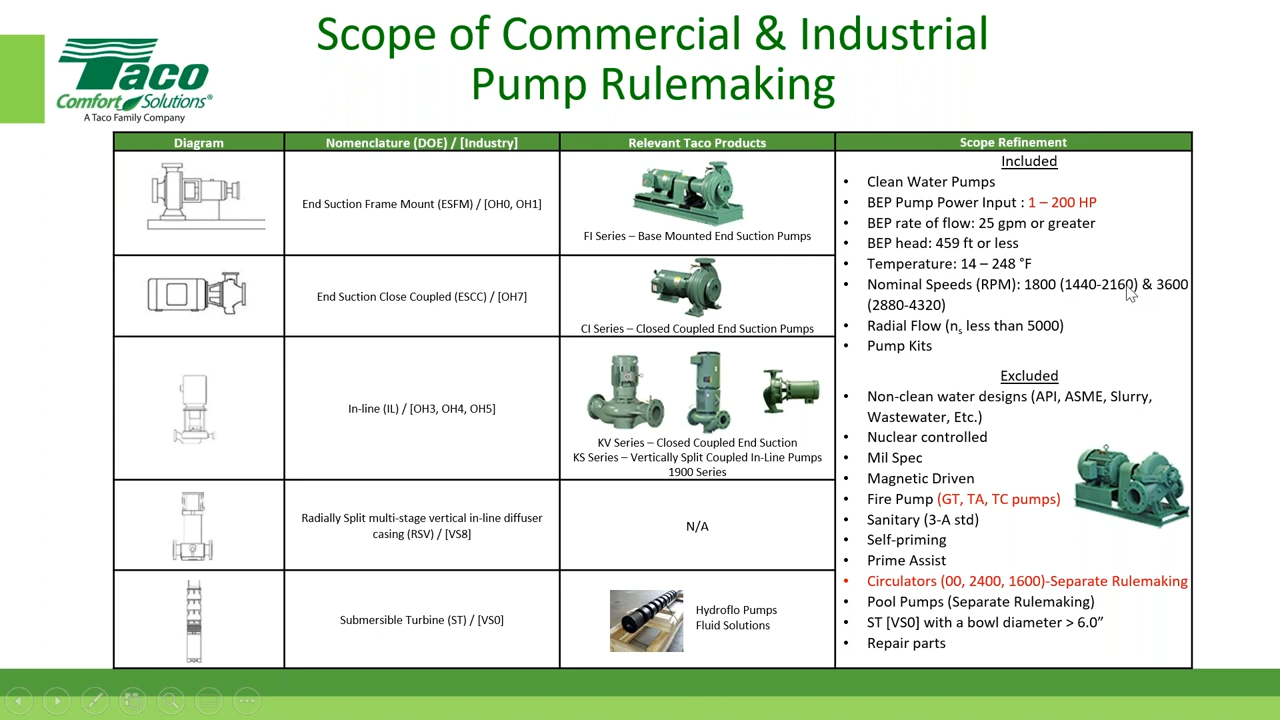 Scope of Commercial & Industrial
Pump Rulemaking
Taco
Comfort Solutions®
A Taco Family Company
Diagram
Nomenclature (DOE) / [Industry]
Relevant Taco Products
Scope Refinement
End Suction Frame Mount (ESFM) / [OH0, OH1]
FI Series – Base Mounted End Suction Pumps
End Suction Close Coupled (ESCC) / [OH7]
CI Series – Closed Coupled End Suction Pumps
In-line (IL) / [OH3, OH4, OH5]
KV Series – Closed Coupled End Suction
KS Series – Vertically Split Coupled In-Line Pumps
1900 Series
Radially Split multi-stage vertical in-line diffuser
casing (RSV) / [VS8]
N/A
Submersible Turbine (ST) / [VS0]
Hydroflo Pumps
Fluid Solutions
Included
• Clean Water Pumps
• BEP Pump Power Input : 1 – 200 HP
• BEP rate of flow: 25 gpm or greater
• BEP head: 459 ft or less
• Temperature: 14 – 248 °F
• Nominal Speeds (RPM): 1800 (1440-2160) & 3600
(2880-4320)
• Radial Flow (ns less than 5000)
• Pump Kits
Excluded
• Non-clean water designs (API, ASME, Slurry,
Wastewater, Etc.)
• Nuclear controlled
• Mil Spec
• Magnetic Driven
• Fire Pump (GT, TA, TC pumps)
• Sanitary (3-A std)
• Self-priming
• Prime Assist
• Circulators (00, 2400, 1600)-Separate Rulemaking
• Pool Pumps (Separate Rulemaking)
• ST [VS0] with a bowl diameter > 6.0”
• Repair parts